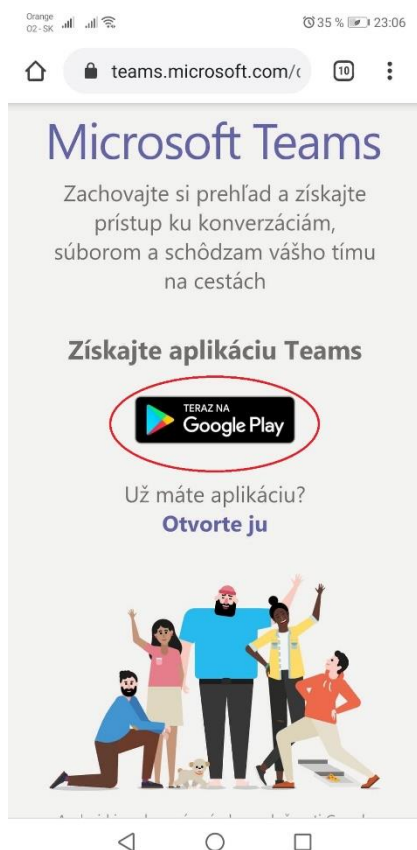 Orange
O2-SK
35 % 23:06
teams.microsoft.com/
10
Microsoft Teams
Zachovajte si prehľad a získajte
prístup ku konverzáciám,
súborom a schôdzam vášho tímu
na cestách
Získajte aplikáciu Teams
TERAZ NA
Google Play
Už máte aplikáciu?
Otvorte ju